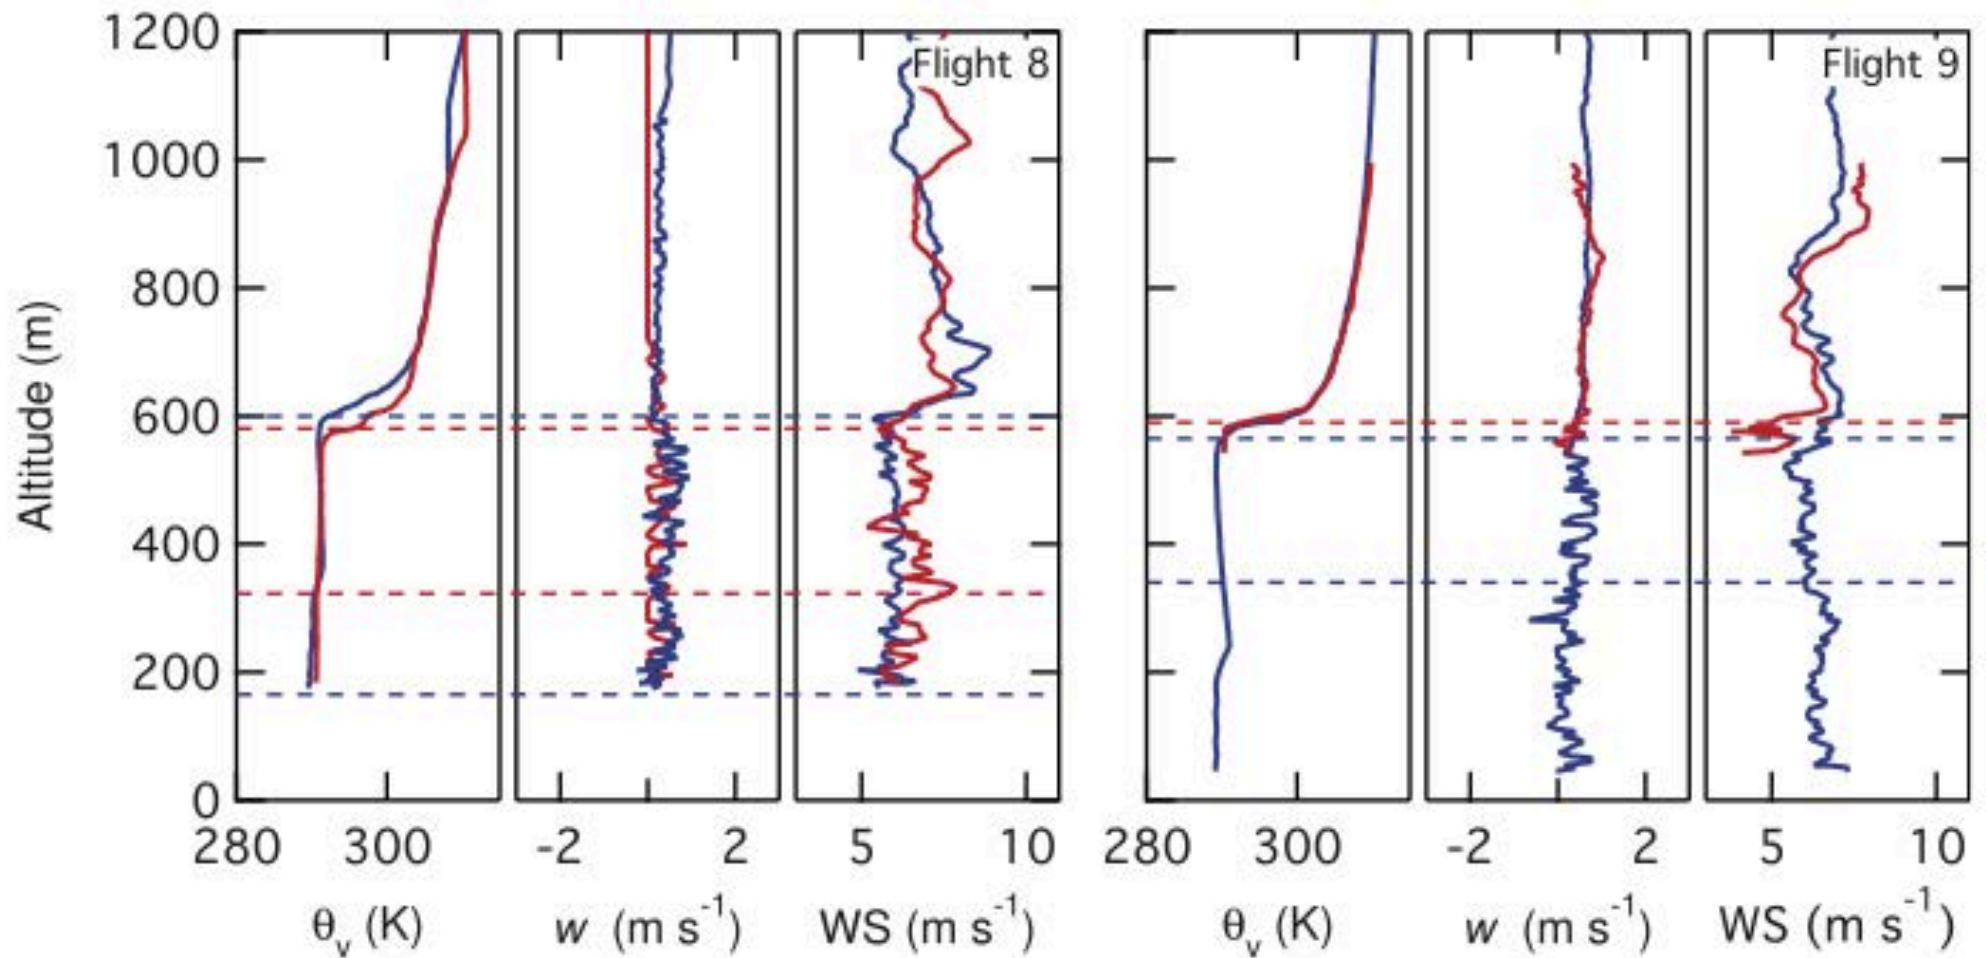 Flight 8
Flight 9
1200
1000
800
600
400
200
0
Altitude (m)
280 300 -2 2 5 10 280 300 -2 2 5 10
θv (K) w (m s-1) WS (m s-1) θv (K) w (m s-1) WS (m s-1)